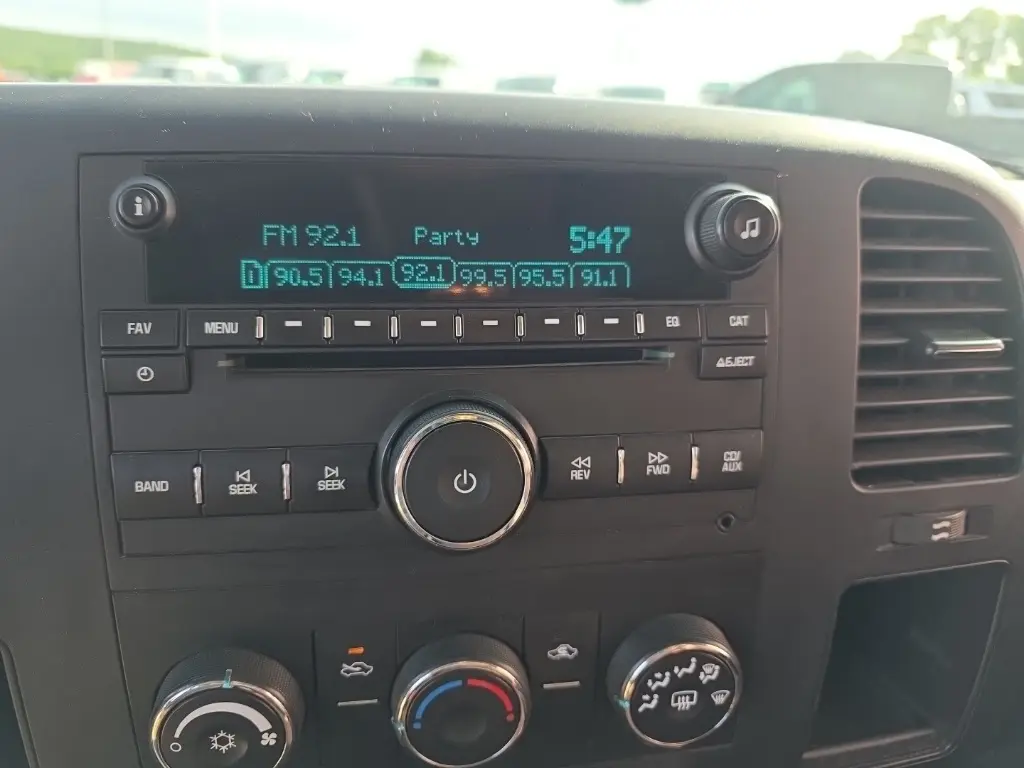 i
FM 92.1 Party 5:47
1 90.5 94.1 92.1 99.5 95.5 91.1
FAV MENU EQ CAT
EJECT
BAND SEEK SEEK REV FWD CD/
AUX